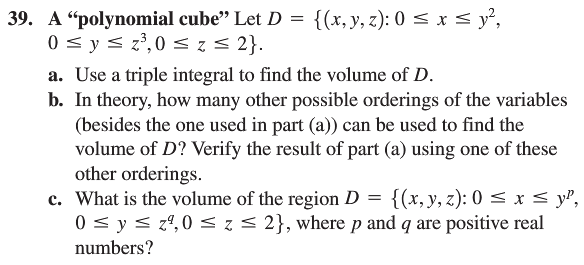 39. A “polynomial cube” Let D = {(x, y, z): 0 ≤ x ≤ y²,
0 ≤ y ≤ z³, 0 ≤ z ≤ 2}.
a. Use a triple integral to find the volume of D.
b. In theory, how many other possible orderings of the variables
(besides the one used in part (a)) can be used to find the
volume of D? Verify the result of part (a) using one of these
other orderings.
c. What is the volume of the region D = {(x, y, z): 0 ≤ x ≤ yᵖ,
0 ≤ y ≤ z^q, 0 ≤ z ≤ 2}, where p and q are positive real
numbers?